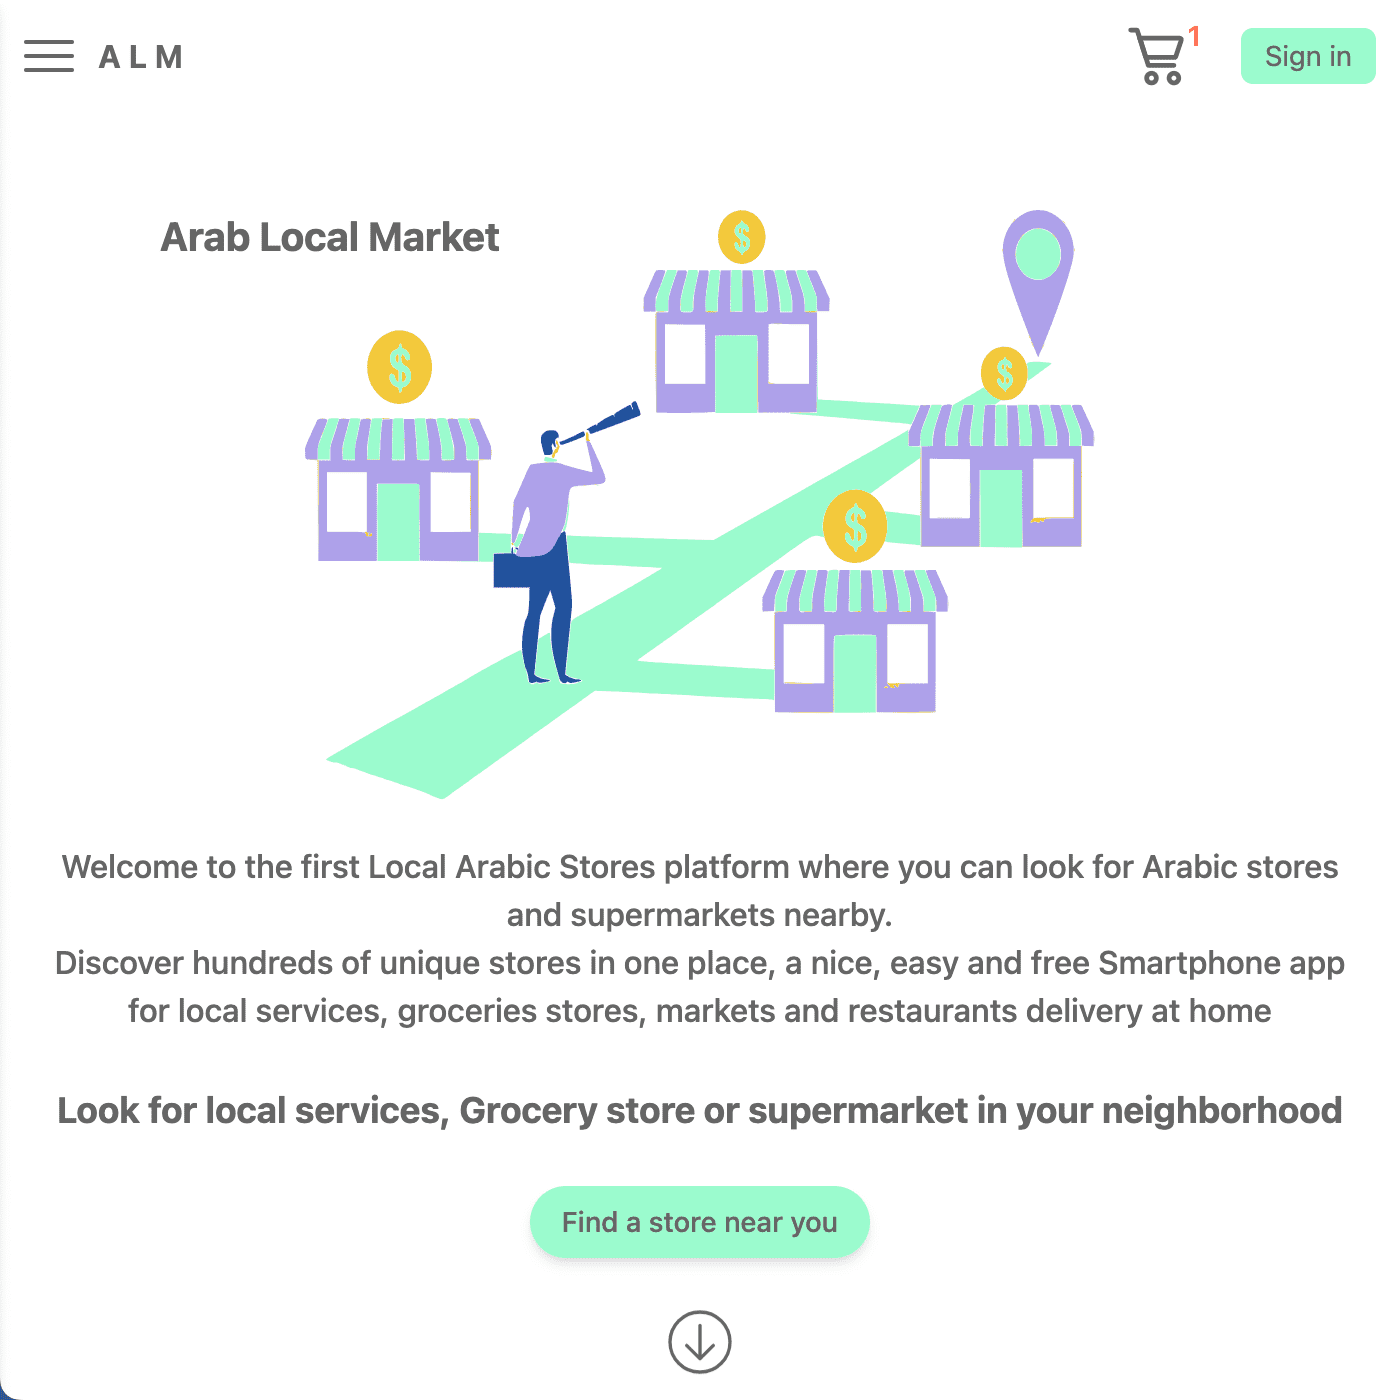 ALM
1
Sign in
Arab Local Market
$
$
$
$
Welcome to the first Local Arabic Stores platform where you can look for Arabic stores
and supermarkets nearby.
Discover hundreds of unique stores in one place, a nice, easy and free Smartphone app
for local services, groceries stores, markets and restaurants delivery at home
Look for local services, Grocery store or supermarket in your neighborhood
Find a store near you